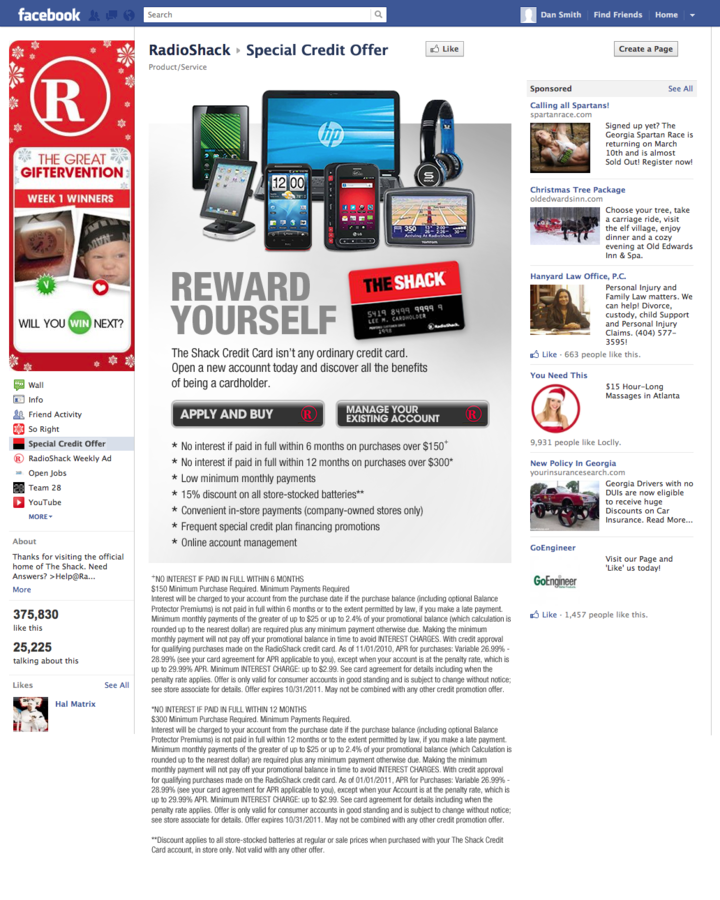 facebook
Search
Dan Smith
Find Friends
Home
R
THE GREAT
GIFTERVENTION
WEEK 1 WINNERS
WILL YOU WIN NEXT?
Wall
Info
Friend Activity
So Right
Special Credit Offer
RadioShack Weekly Ad
Open Jobs
Team 28
YouTube
MORE
About
Thanks for visiting the official
home of The Shack. Need
Answers? >Help@Ra...
More
375,830
like this
25,225
talking about this
Likes
See All
Hal Matrix
RadioShack ▸ Special Credit Offer
Like
Product/Service
hp
12:00
S
350
THE SHACK
5419 8499 9999 9
LEE M. CARDHOLDER
RadioShack.
REWARD
YOURSELF
The Shack Credit Card isn't any ordinary credit card.
Open a new accounnt today and discover all the benefits
of being a cardholder.
APPLY AND BUY
MANAGE YOUR
EXISTING ACCOUNT
* No interest if paid in full within 6 months on purchases over $150+
* No interest if paid in full within 12 months on purchases over $300*
* Low minimum monthly payments
* 15% discount on all store-stocked batteries**
* Convenient in-store payments (company-owned stores only)
* Frequent special credit plan financing promotions
* Online account management
+NO INTEREST IF PAID IN FULL WITHIN 6 MONTHS
$150 Minimum Purchase Required. Minimum Payments Required
Interest will be charged to your account from the purchase date if the purchase balance (including optional Balance
Protector Premiums) is not paid in full within 6 months or to the extent permitted by law, if you make a late payment.
Minimum monthly payments of the greater of up to $25 or up to 2.4% of your promotional balance (which calculation is
rounded up to the nearest dollar) are required plus any minimum payment otherwise due. Making the minimum
monthly payment will not pay off your promotional balance in time to avoid INTEREST CHARGES. With credit approval
for qualifying purchases made on the RadioShack credit card. As of 11/01/2010, APR for purchases: Variable 26.99% -
28.99% (see your card agreement for APR applicable to you), except when your account is at the penalty rate, which is
up to 29.99% APR. Minimum INTEREST CHARGE: up to $2.99. See card agreement for details including when the
penalty rate applies. Offer is only valid for consumer accounts in good standing and is subject to change without notice;
see store associate for details. Offer expires 10/31/2011. May not be combined with any other credit promotion offer.
*NO INTEREST IF PAID IN FULL WITHIN 12 MONTHS
$300 Minimum Purchase Required. Minimum Payments Required.
Interest will be charged to your account from the purchase date if the purchase balance (including optional Balance
Protector Premiums) is not paid in full within 12 months or to the extent permitted by law, if you make a late payment.
Minimum monthly payments of the greater of up to $25 or up to 2.4% of your promotional balance (which Calculation is
rounded up to the nearest dollar) are required plus any minimum payment otherwise due. Making the minimum
monthly payment will not pay off your promotional balance in time to avoid INTEREST CHARGES. With credit approval
for qualifying purchases made on the RadioShack credit card. As of 01/01/2011, APR for Purchases: Variable 26.99% -
28.99% (see your card agreement for APR applicable to you), except when your Account is at the penalty rate, which is
up to 29.99% APR. Minimum INTEREST CHARGE: up to $2.99. See card agreement for details including when the
penalty rate applies. Offer is only valid for consumer accounts in good standing and is subject to change without notice;
see store associate for details. Offer expires 10/31/2011. May not be combined with any other credit promotion offer.
**Discount applies to all store-stocked batteries at regular or sale prices when purchased with your The Shack Credit
Card account, in store only. Not valid with any other offer.
Create a Page
Sponsored
See All
Calling all Spartans!
spartanrace.com
Signed up yet? The
Georgia Spartan Race is
returning on March
10th and is almost
Sold Out! Register now!
Christmas Tree Package
oldedwardsinn.com
Choose your tree, take
a carriage ride, visit
the elf village, enjoy
dinner and a cozy
evening at Old Edwards
Inn & Spa.
Hanyard Law Office, P.C.
Personal Injury and
Family Law matters. We
can help! Divorce,
custody, child Support
and Personal Injury
Claims. (404) 577-
3595!
Like · 663 people like this.
You Need This
$15 Hour-Long
Massages in Atlanta
9,931 people like Loclly.
New Policy In Georgia
yourinsurancesearch.com
Georgia Drivers with no
DUIs are now eligible
to receive huge
Discounts on Car
Insurance. Read More...
GoEngineer
Visit our Page and
'Like' us today!
GoEngineer
Like · 1,457 people like this.